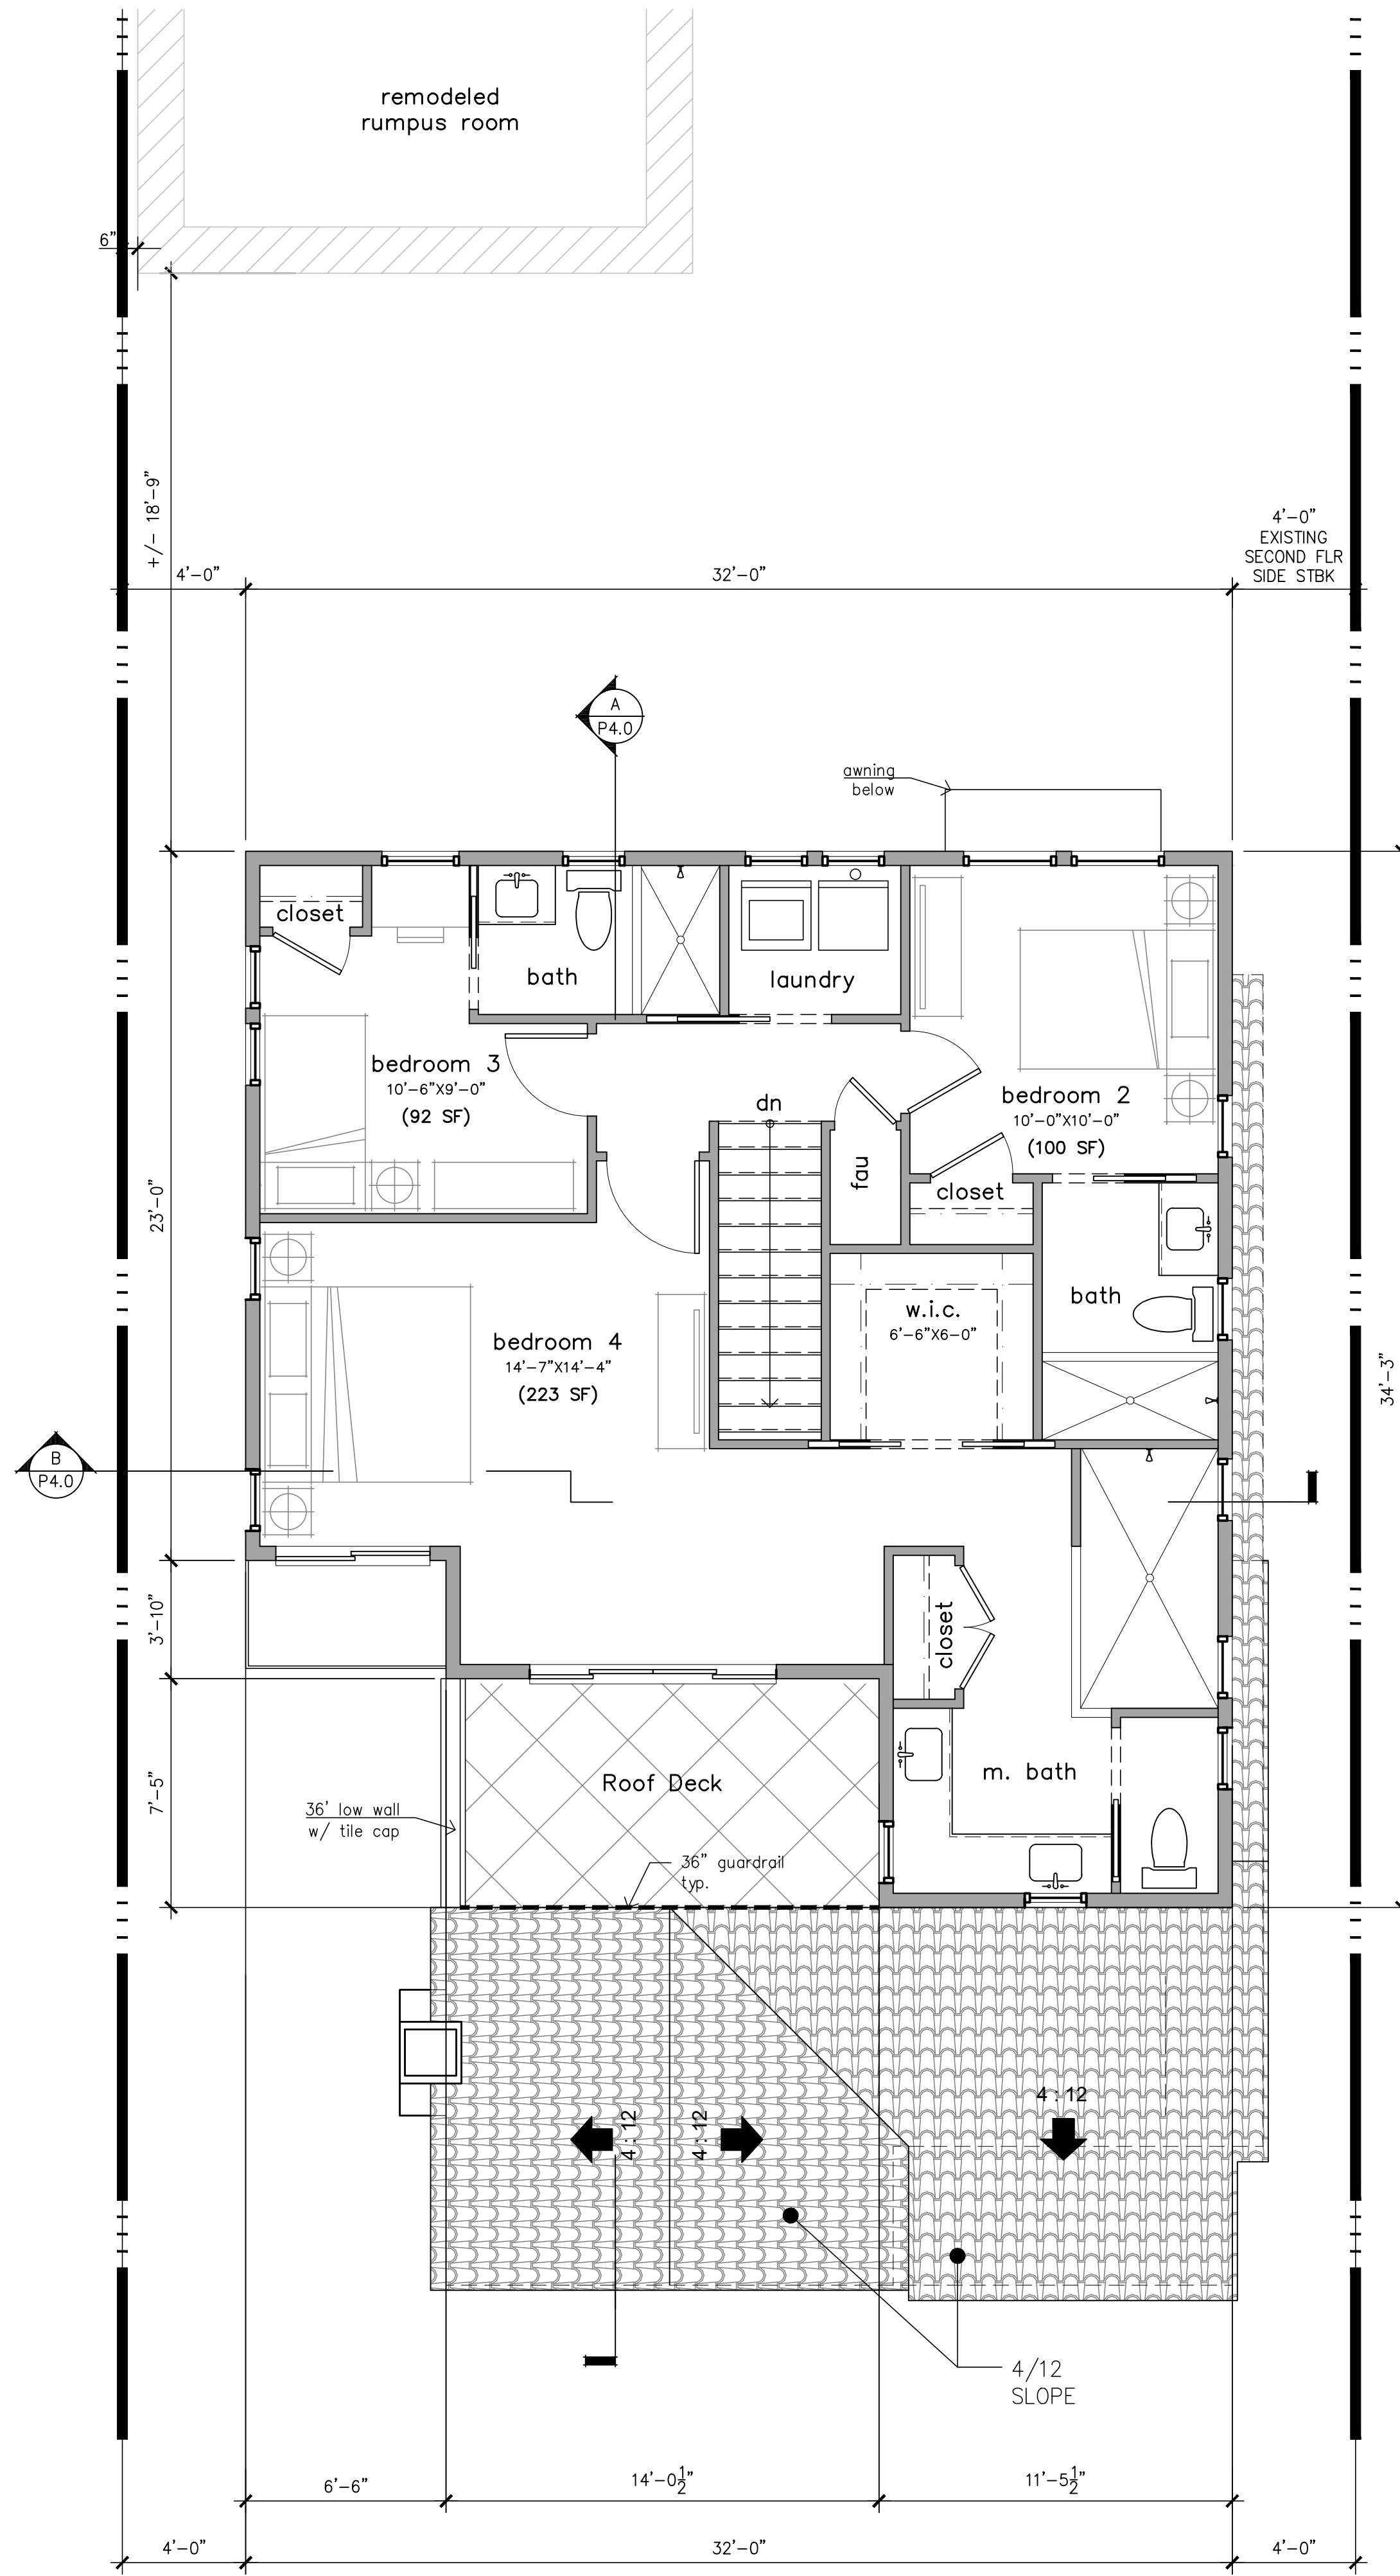 remodeled
rumpus room
6"
+/- 18'-9"
4'-0"
32'-0"
4'-0"
EXISTING
SECOND FLR
SIDE STBK
A
P4.0
awning
below
closet
bath
laundry
bedroom 3
10'-6"X9'-0"
(92 SF)
dn
bedroom 2
10'-0"X10'-0"
(100 SF)
fau
closet
23'-0"
bath
w.i.c.
6'-6"X6-0"
bedroom 4
14'-7"X14'-4"
(223 SF)
34'-3"
B
P4.0
3'-10"
closet
7'-5"
Roof Deck
m. bath
36' low wall
w/ tile cap
36" guardrail
typ.
4 : 12
4 : 12
4 : 12
4/12
SLOPE
6'-6"
14'-0 1/2"
11'-5 1/2"
4'-0"
32'-0"
4'-0"